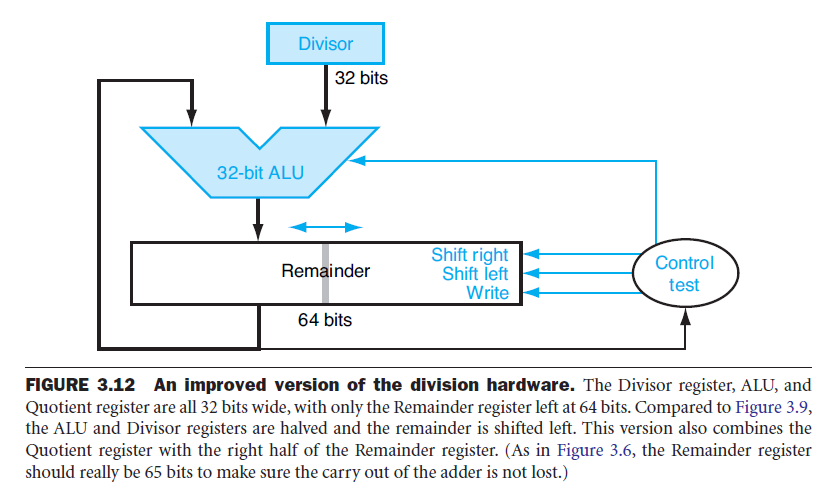 Divisor
32 bits
32-bit ALU
Remainder
Shift right
Shift left
Write
Control
test
64 bits
FIGURE 3.12 An improved version of the division hardware. The Divisor register, ALU, and
Quotient register are all 32 bits wide, with only the Remainder register left at 64 bits. Compared to Figure 3.9,
the ALU and Divisor registers are halved and the remainder is shifted left. This version also combines the
Quotient register with the right half of the Remainder register. (As in Figure 3.6, the Remainder register
should really be 65 bits to make sure the carry out of the adder is not lost.)